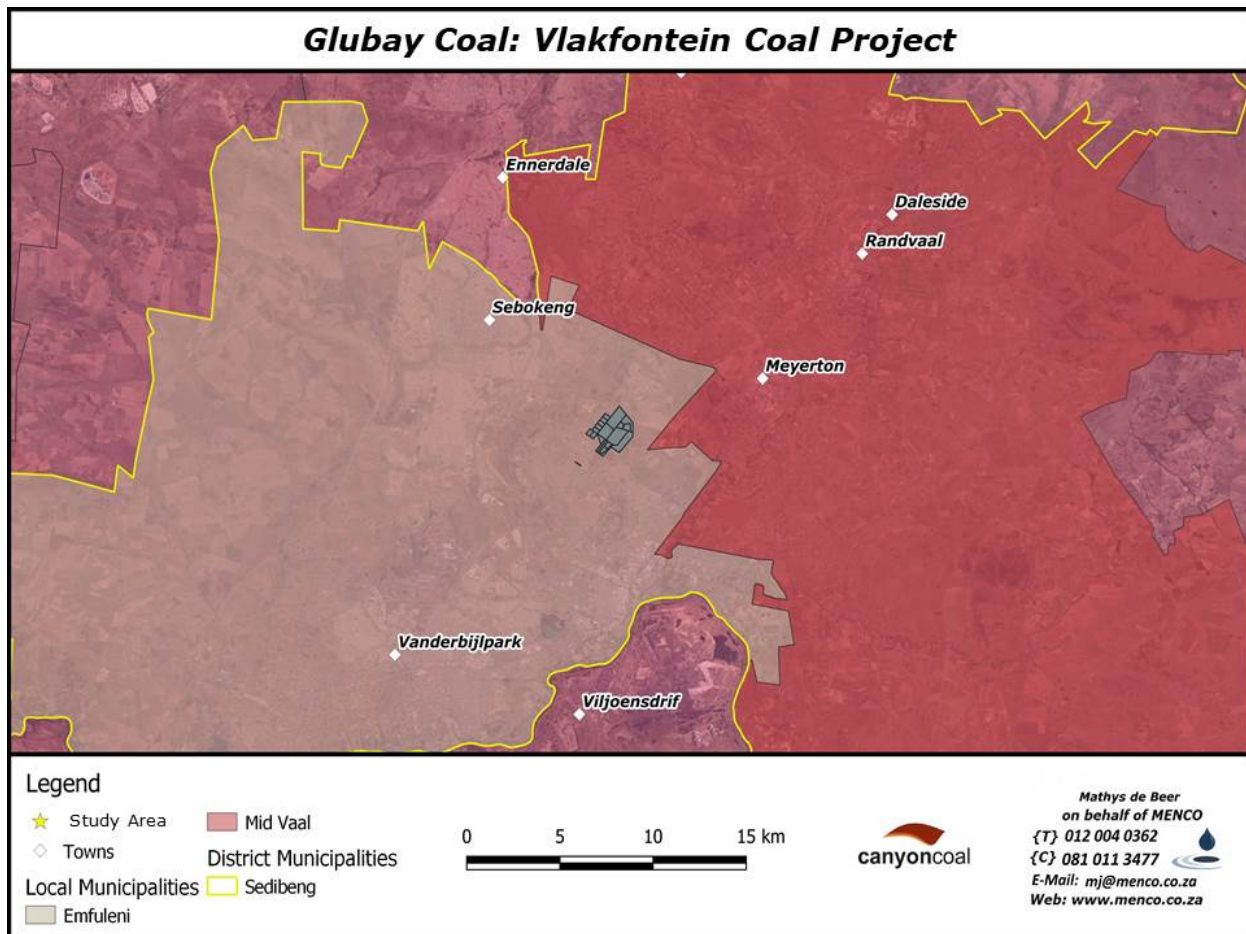 Glubay Coal: Vlakfontein Coal Project
Ennerdale
Daleside
Randvaal
Sebokeng
Meyerton
Vanderbijlpark
Viljoensdrif
Legend
Study Area
Towns
Local Municipalities
Emfuleni
Mid Vaal
District Municipalities
Sedibeng
0 5 10 15 km
canyoncoal
Mathys de Beer
on behalf of MENCO
{T} 012 004 0362
{C} 081 011 3477
E-Mail: mj@menco.co.za
Web: www.menco.co.za